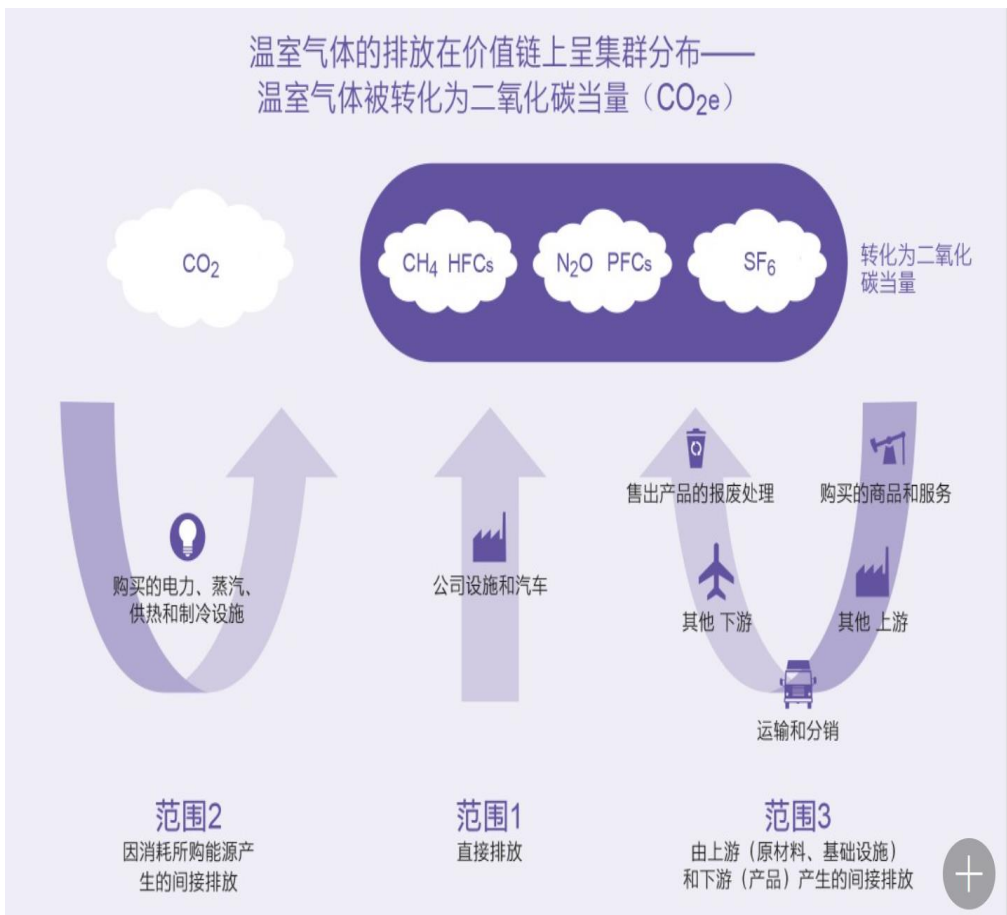 温室气体的排放在价值链上呈集群分布——
温室气体被转化为二氧化碳当量（CO₂e）
CO₂
CH₄ HFCs
N₂O PFCs
SF₆
转化为二氧化
碳当量
购买的电力、蒸汽、
供热和制冷设施
公司设施和汽车
售出产品的报废处理
购买的商品和服务
其他 下游
其他 上游
运输和分销
范围2
因消耗所购能源产
生的间接排放
范围1
直接排放
范围3
由上游（原材料、基础设施）
和下游（产品）产生的间接排放